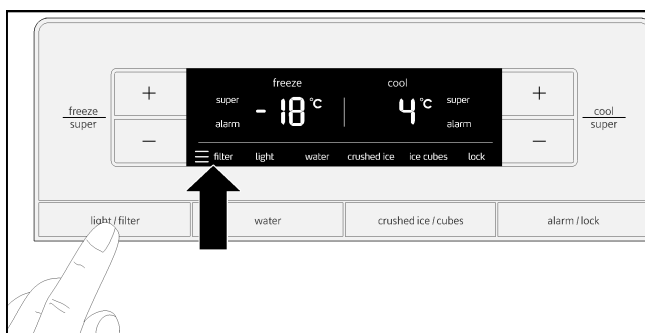 freeze cool
super -18°C 4°C super
alarm alarm
filter light water crushed ice ice cubes lock
+
−
+
−
freeze
super
cool
super
light / filter water crushed ice / cubes alarm / lock